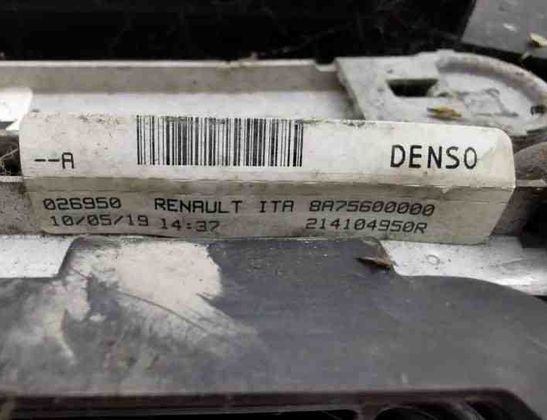 --A DENSO
026950 RENAULT ITA 8A75600000
10/05/19 14:37 214104950R